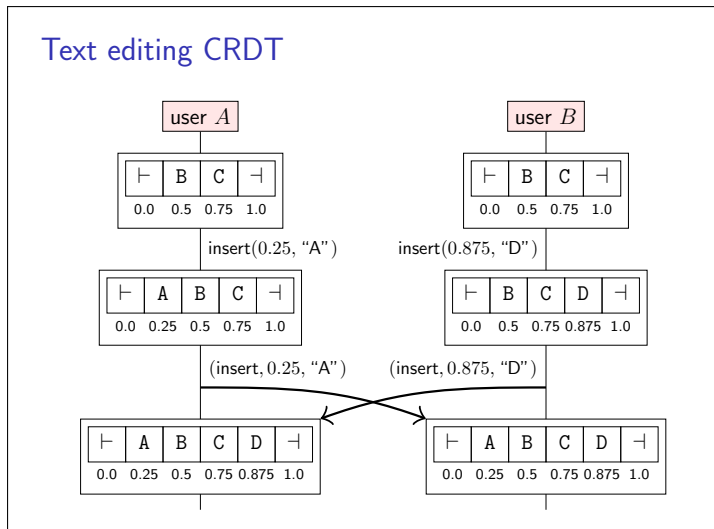 Text editing CRDT
user A user B
⊢ B C ⊣ ⊢ B C ⊣
0.0 0.5 0.75 1.0 0.0 0.5 0.75 1.0
insert(0.25, “A”) insert(0.875, “D”)
⊢ A B C ⊣ ⊢ B C D ⊣
0.0 0.25 0.5 0.75 1.0 0.0 0.5 0.75 0.875 1.0
(insert, 0.25, “A”) (insert, 0.875, “D”)
⊢ A B C D ⊣ ⊢ A B C D ⊣
0.0 0.25 0.5 0.75 0.875 1.0 0.0 0.25 0.5 0.75 0.875 1.0